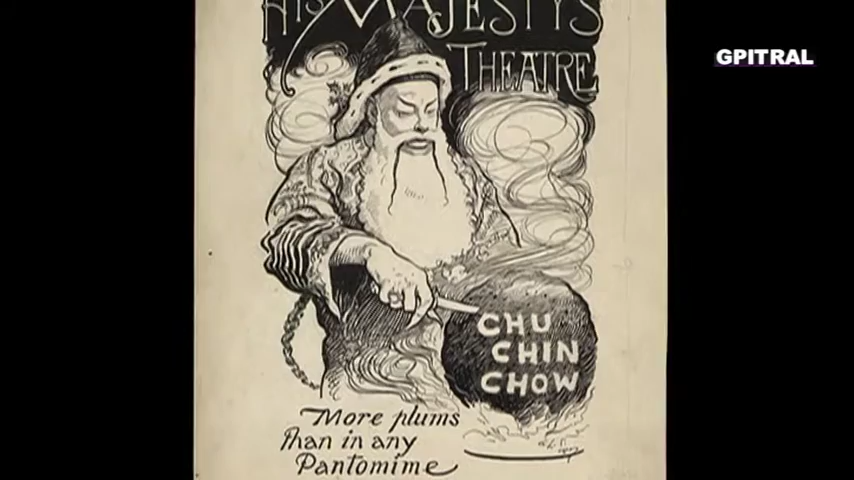 HIS MAJESTY'S
THEATRE
GPITRAL
CHU
CHIN
CHOW
More plums
than in any
Pantomime